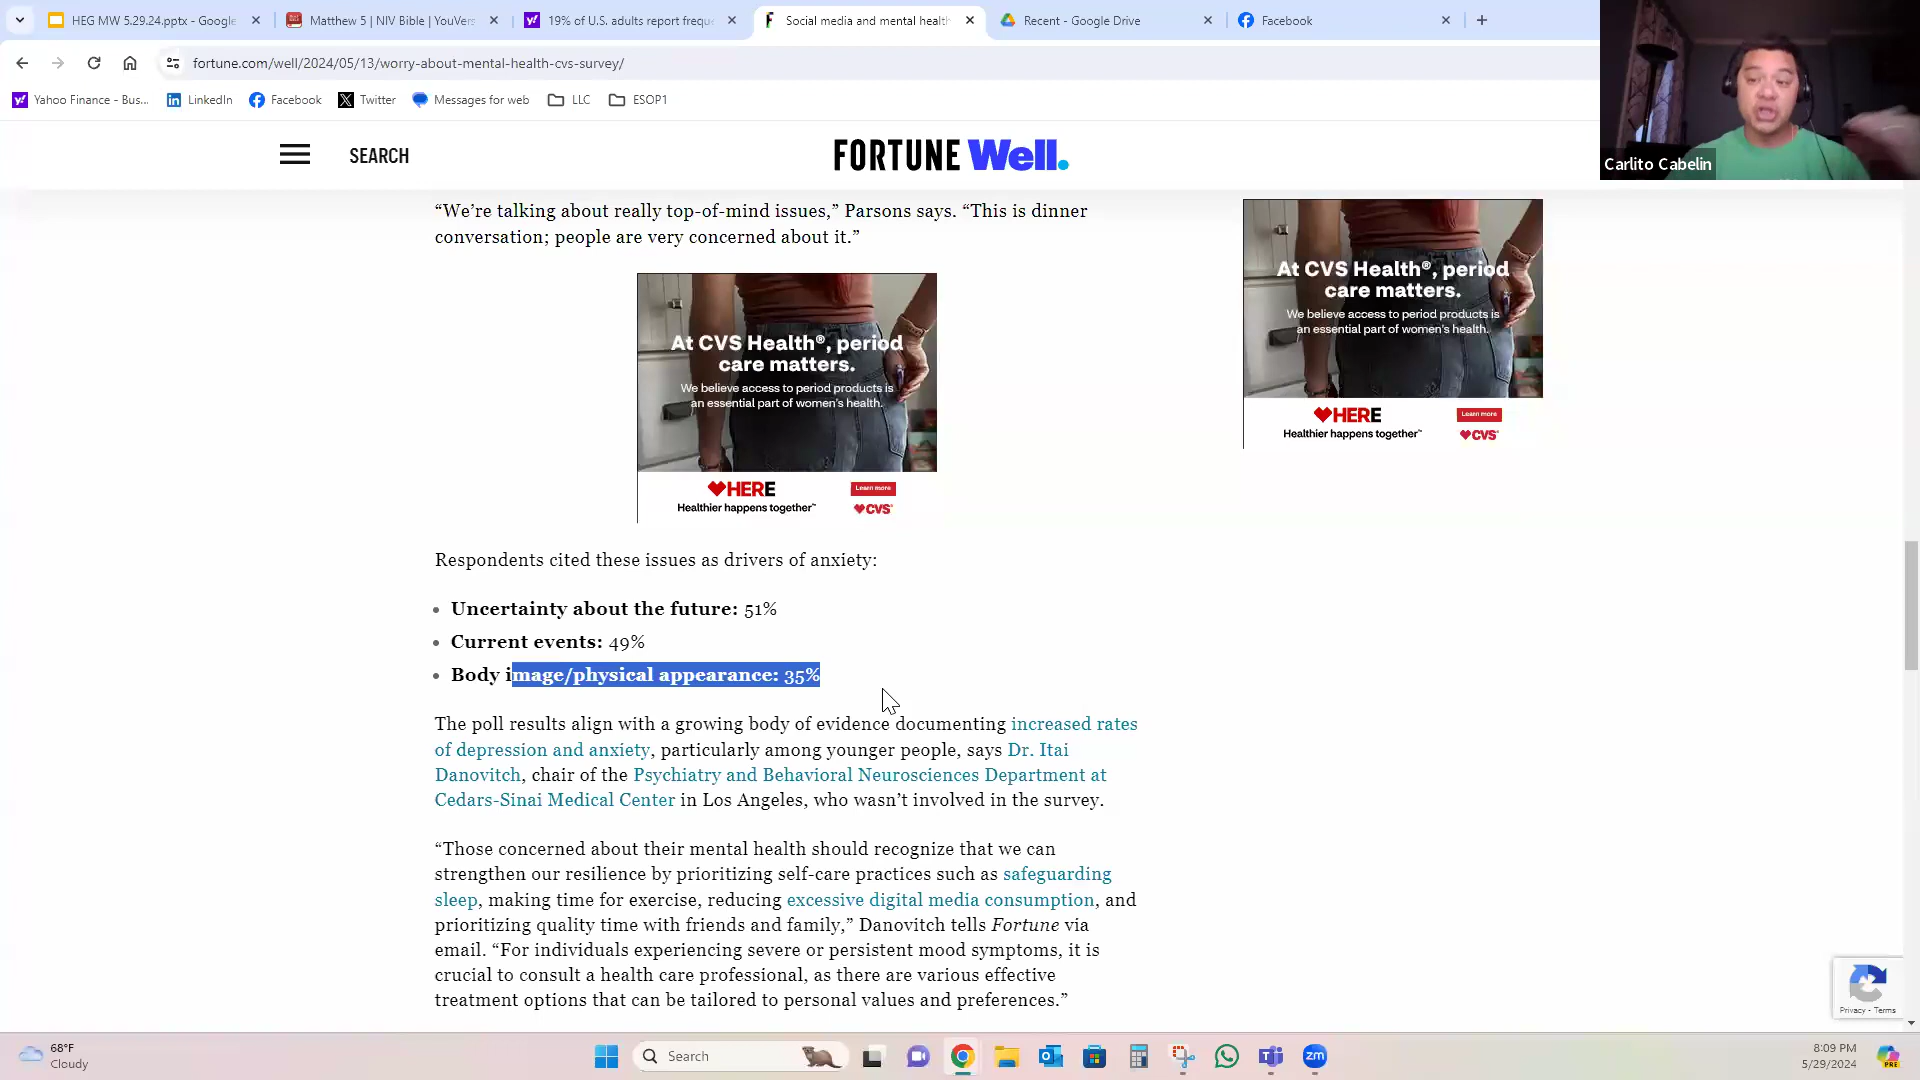 HEG MW 5.29.24.pptx - Google
Matthew 5 | NIV Bible | YouVers
19% of U.S. adults report frequ
Social media and mental health
Recent - Google Drive
Facebook
fortune.com/well/2024/05/13/worry-about-mental-health-cvs-survey/
Yahoo Finance - Bus...
LinkedIn
Facebook
Twitter
Messages for web
LLC
ESOP1
Carlito Cabelin
SEARCH
FORTUNE Well.
“We’re talking about really top-of-mind issues,” Parsons says. “This is dinner
conversation; people are very concerned about it.”
At CVS Health®, period
care matters.
We believe access to period products is
an essential part of women's health.
HERE
Healthier happens together™
Learn more
CVS
At CVS Health®, period
care matters.
We believe access to period products is
an essential part of women's health.
HERE
Healthier happens together™
Learn more
CVS
Respondents cited these issues as drivers of anxiety:
• Uncertainty about the future: 51%
• Current events: 49%
• Body image/physical appearance: 35%
The poll results align with a growing body of evidence documenting increased rates
of depression and anxiety, particularly among younger people, says Dr. Itai
Danovitch, chair of the Psychiatry and Behavioral Neurosciences Department at
Cedars-Sinai Medical Center in Los Angeles, who wasn’t involved in the survey.
“Those concerned about their mental health should recognize that we can
strengthen our resilience by prioritizing self-care practices such as safeguarding
sleep, making time for exercise, reducing excessive digital media consumption, and
prioritizing quality time with friends and family,” Danovitch tells Fortune via
email. “For individuals experiencing severe or persistent mood symptoms, it is
crucial to consult a health care professional, as there are various effective
treatment options that can be tailored to personal values and preferences.”
Privacy - Terms
68°F
Cloudy
Search
zm
8:09 PM
5/29/2024
PRE